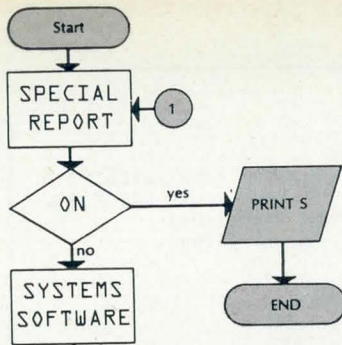 Start
SPECIAL
REPORT
1
ON
yes
PRINT S
no
SYSTEMS
SOFTWARE
END